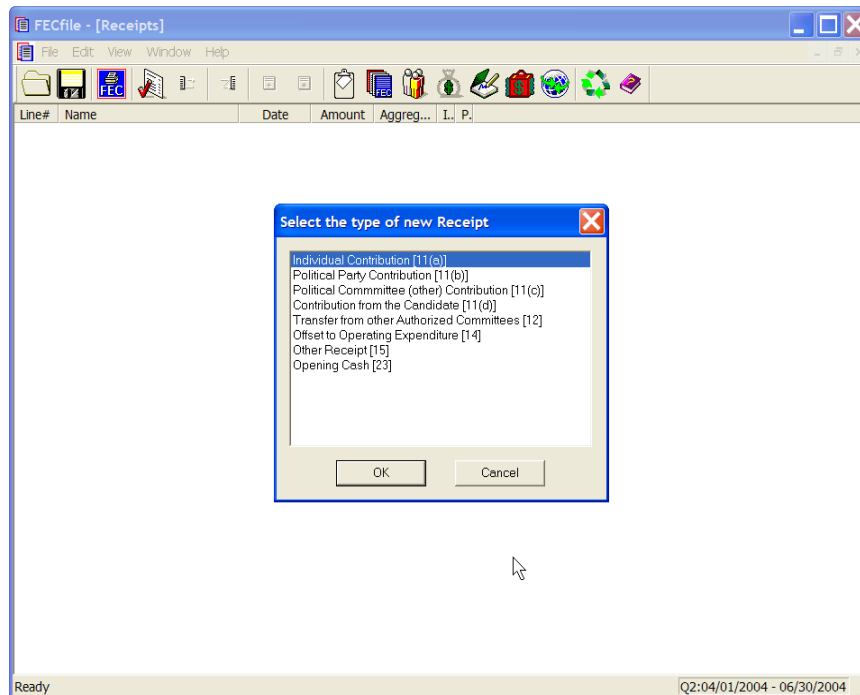 FECfile - [Receipts]
File Edit View Window Help
FEC FEC
Line# Name Date Amount Aggreg... I.. P.
Select the type of new Receipt
Individual Contribution [11(a)]
Political Party Contribution [11(b)]
Political Commmittee (other) Contribution [11(c)]
Contribution from the Candidate [11(d)]
Transfer from other Authorized Committees [12]
Offset to Operating Expenditure [14]
Other Receipt [15]
Opening Cash [23]
OK Cancel
Ready Q2:04/01/2004 - 06/30/2004